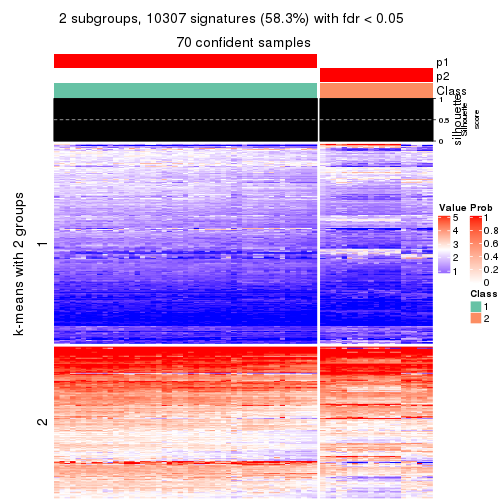 2 subgroups, 10307 signatures (58.3%) with fdr < 0.05
70 confident samples
p1
p2
Class
silhouette
Silhouette
score
1
0.5
0
k-means with 2 groups
1
2
Value
5
4
3
2
1
Prob
1
0.8
0.6
0.4
0.2
0
Class
1
2